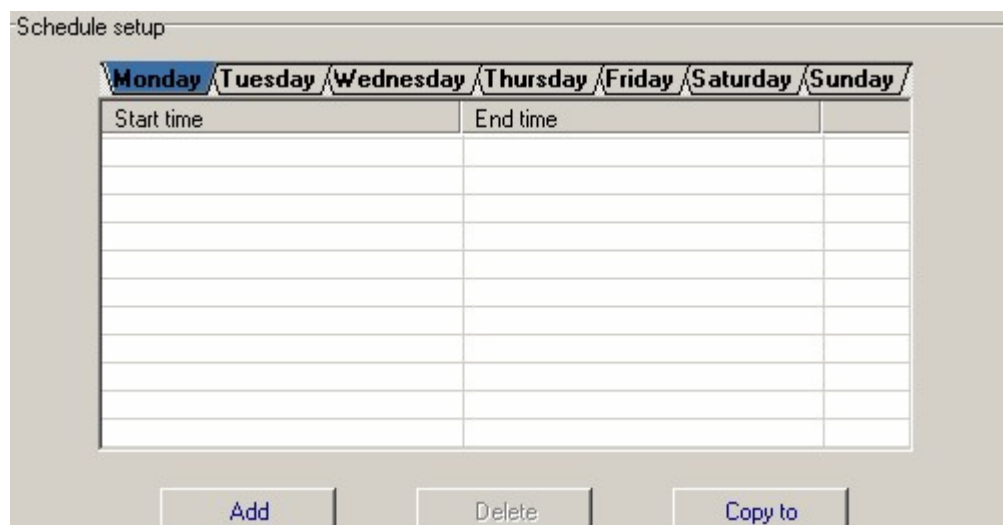 Schedule setup
Monday Tuesday Wednesday Thursday Friday Saturday Sunday
Start time End time
Add Delete Copy to